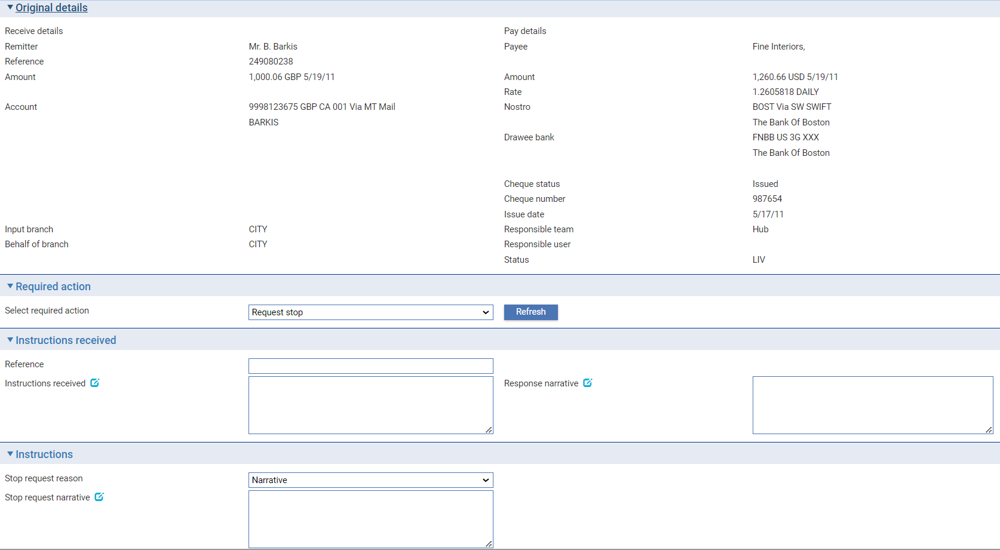 Original details
Receive details Pay details
Remitter Mr. B. Barkis Payee Fine Interiors,
Reference 249080238
Amount 1,000.06 GBP 5/19/11 Amount 1,260.66 USD 5/19/11
Rate 1.2605818 DAILY
Account 9998123675 GBP CA 001 Via MT Mail Nostro BOST Via SW SWIFT
BARKIS The Bank Of Boston
Drawee bank FNBB US 3G XXX
The Bank Of Boston
Cheque status Issued
Cheque number 987654
Issue date 5/17/11
Input branch CITY Responsible team Hub
Behalf of branch CITY Responsible user
Status LIV
Required action
Select required action Request stop Refresh
Instructions received
Reference
Instructions received Response narrative
Instructions
Stop request reason Narrative
Stop request narrative